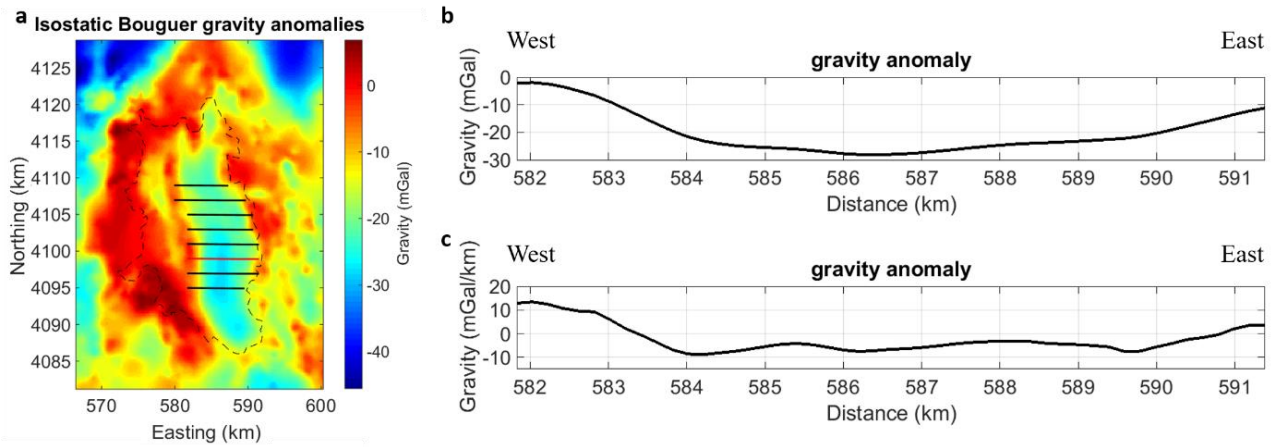 a Isostatic Bouguer gravity anomalies
4125
4120
4115
4110
4105
4100
4095
4090
4085
Northing (km)
570 580 590 600
Easting (km)
0
-10
-20
-30
-40
Gravity (mGal)
b
West East
gravity anomaly
0
-10
-20
-30
Gravity (mGal)
582 583 584 585 586 587 588 589 590 591
Distance (km)
c
West East
gravity anomaly
20
10
0
-10
Gravity (mGal/km)
582 583 584 585 586 587 588 589 590 591
Distance (km)